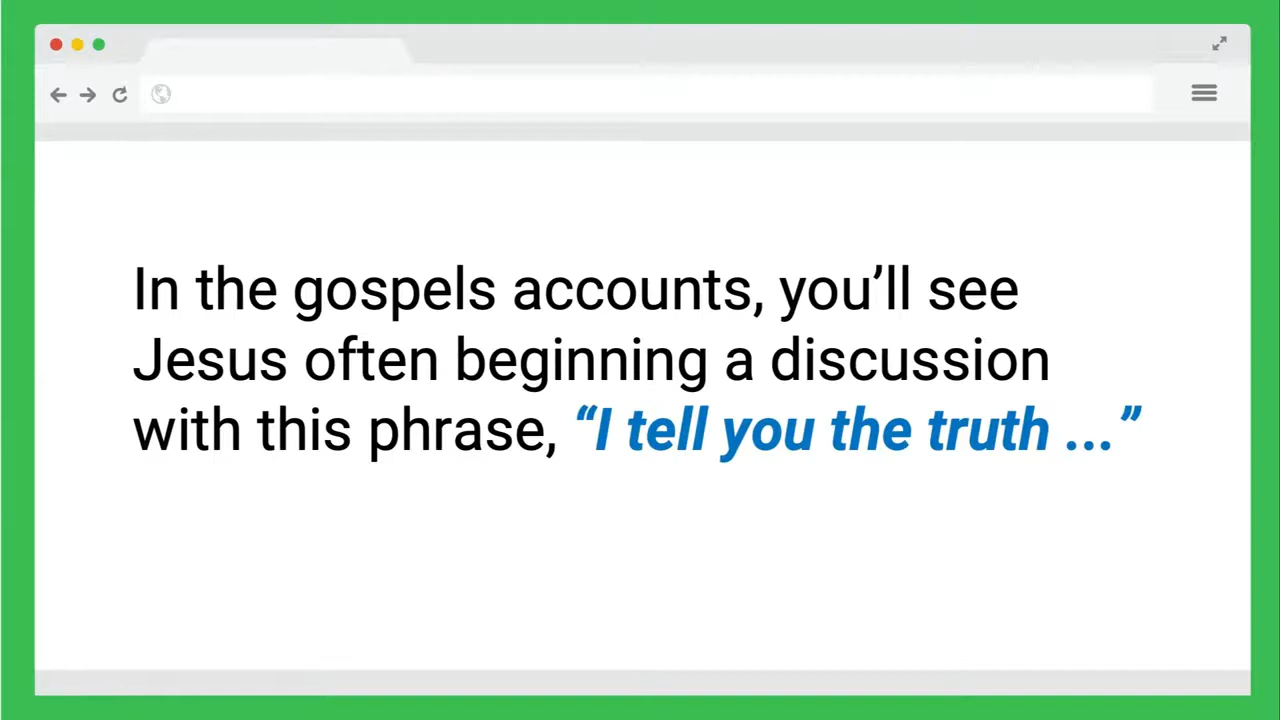 In the gospels accounts, you’ll see
Jesus often beginning a discussion
with this phrase, “I tell you the truth ...”